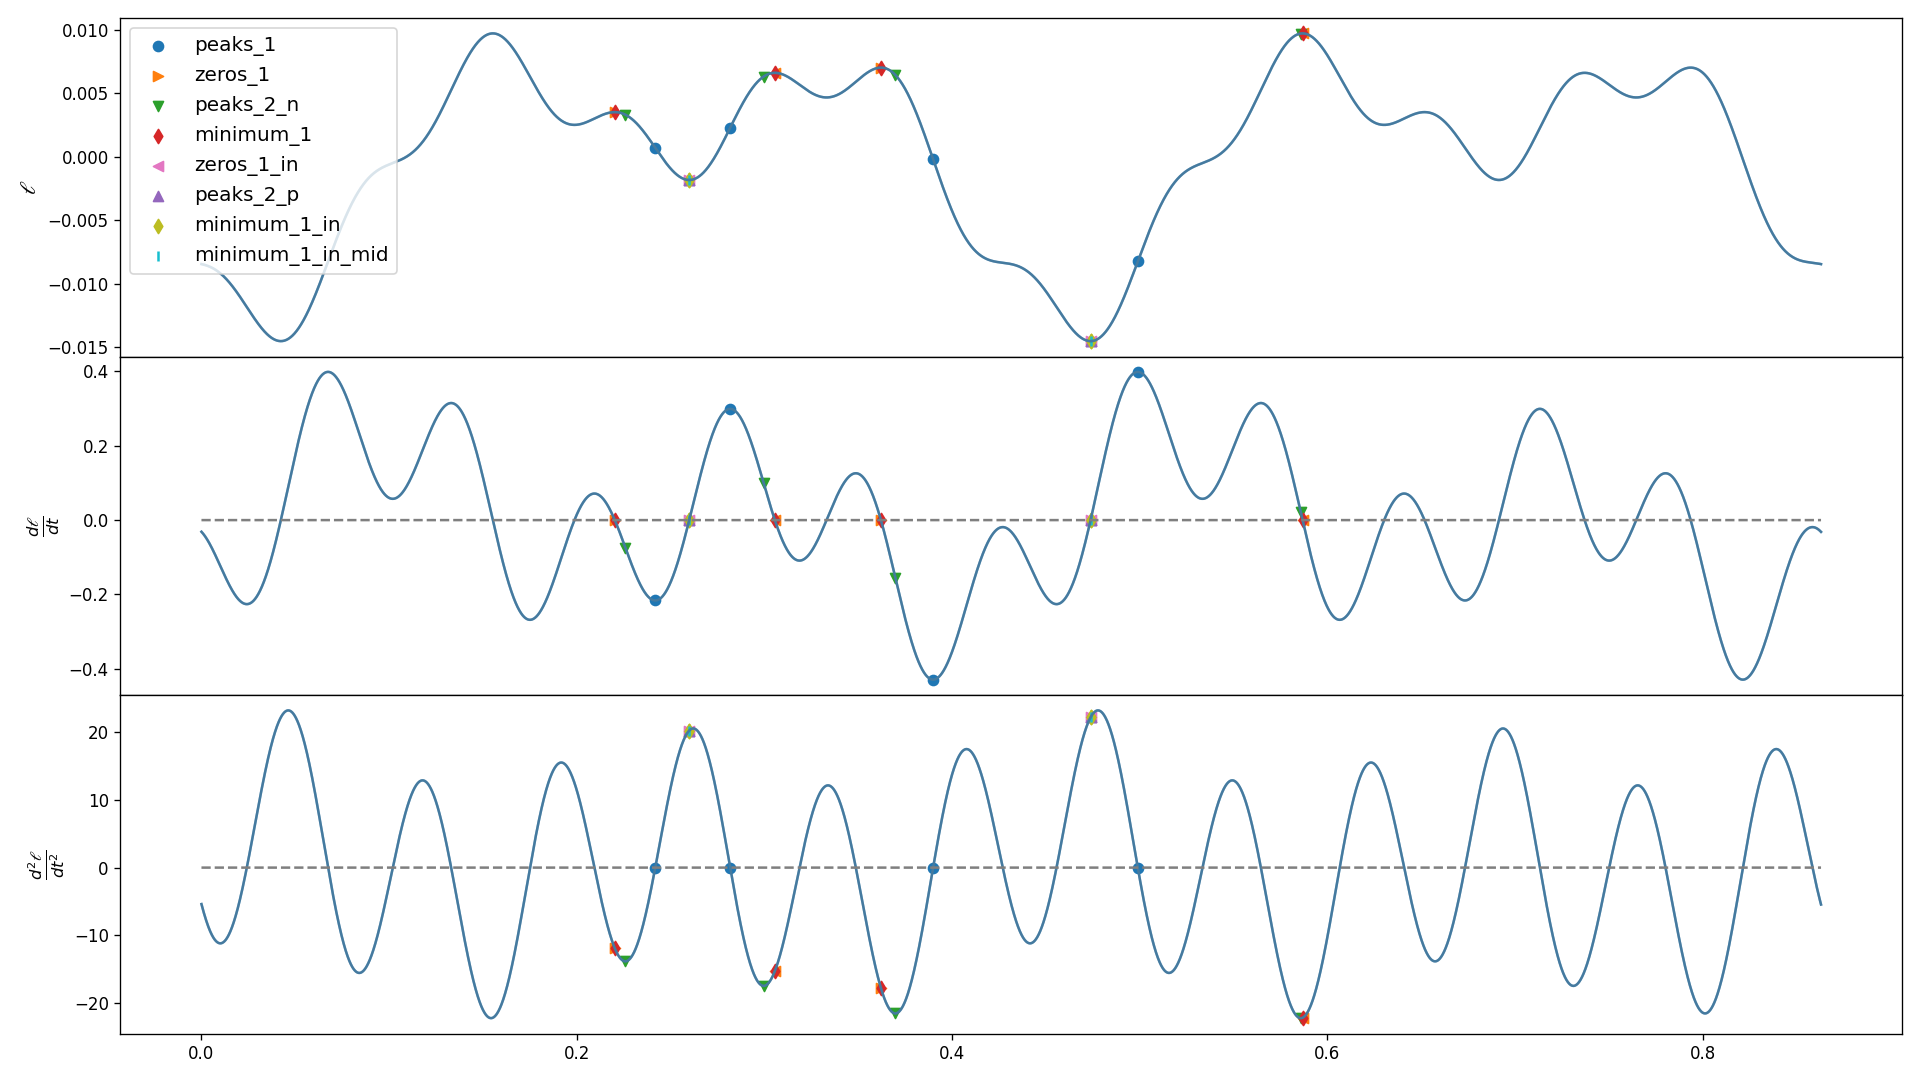 0.010
0.005
0.000
−0.005
−0.010
−0.015
ℓ
peaks_1
zeros_1
peaks_2_n
minimum_1
zeros_1_in
peaks_2_p
minimum_1_in
minimum_1_in_mid
0.4
0.2
0.0
−0.2
−0.4
dℓ/dt
20
10
0
−10
−20
d²ℓ/dt²
0.0 0.2 0.4 0.6 0.8